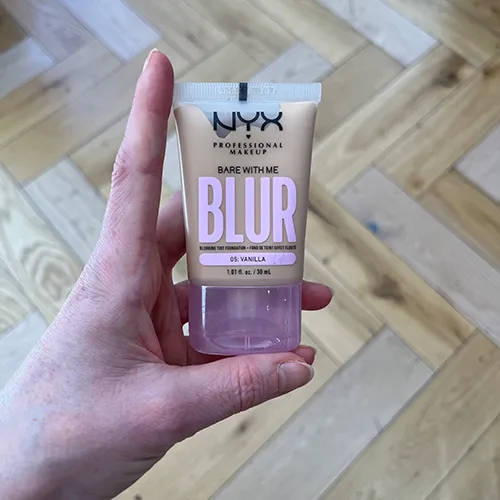 NYX
PROFESSIONAL
MAKEUP
BARE WITH ME
BLUR
BLURRING TINT FOUNDATION • FOND DE TEINT EFFET FLOUTÉ
05: VANILLA
1.01 fl. oz. / 30 mL